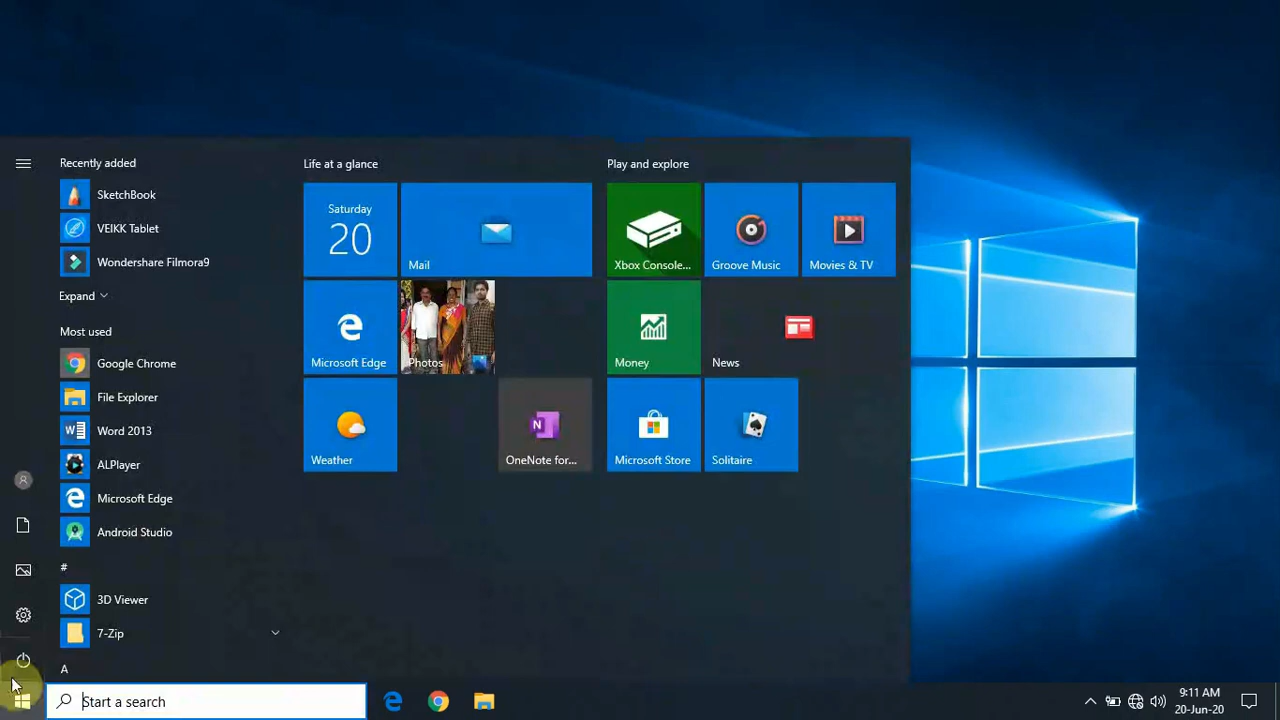 Recently added
SketchBook
VEIKK Tablet
Wondershare Filmora9
Expand
Most used
Google Chrome
File Explorer
Word 2013
ALPlayer
Microsoft Edge
Android Studio
#
3D Viewer
7-Zip
A
Life at a glance
Saturday
20
Mail
Microsoft Edge
Photos
Weather
OneNote for...
Play and explore
Xbox Console...
Groove Music
Movies & TV
Money
News
Microsoft Store
Solitaire
Start a search
9:11 AM
20-Jun-20